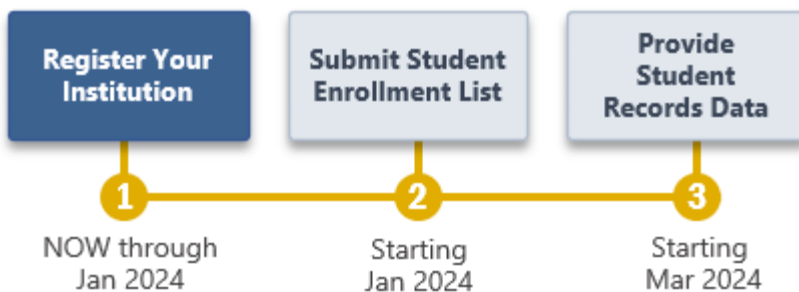 Register Your
Institution
Submit Student
Enrollment List
Provide
Student
Records Data
1
2
3
NOW through
Jan 2024
Starting
Jan 2024
Starting
Mar 2024